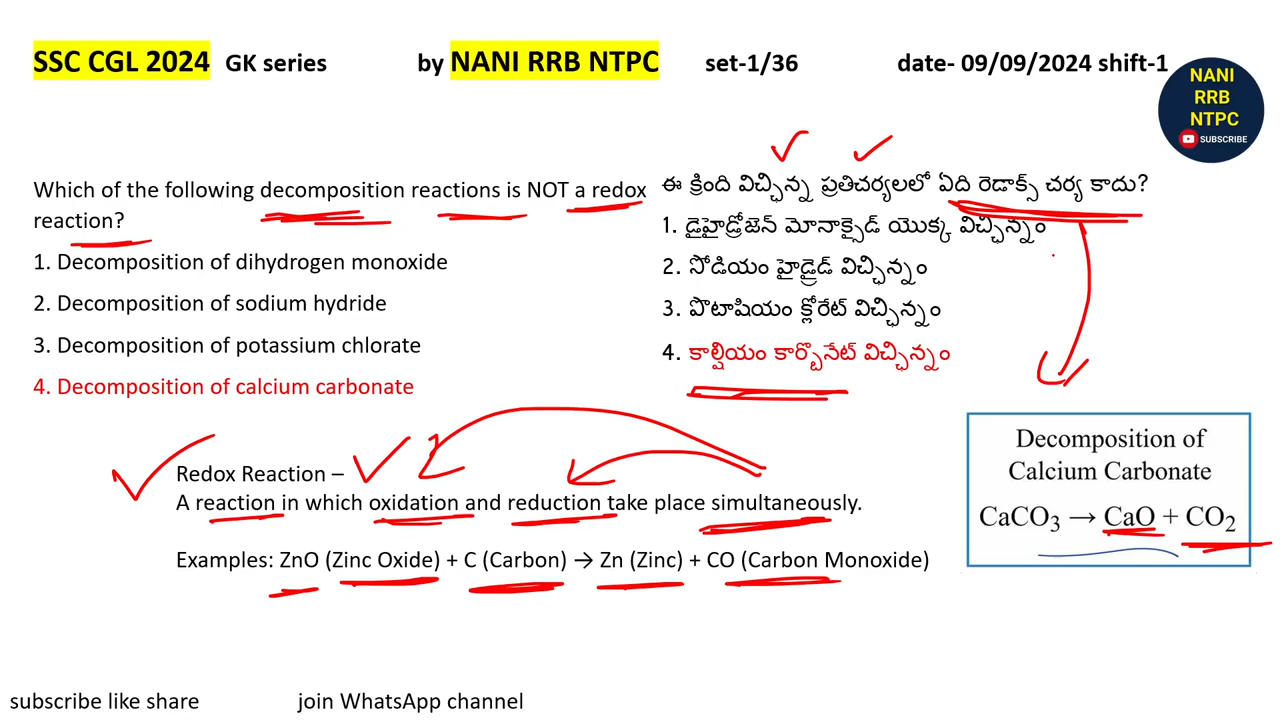 SSC CGL 2024 GK series by NANI RRB NTPC set-1/36 date- 09/09/2024 shift-1
NANI
RRB
NTPC
SUBSCRIBE
Which of the following decomposition reactions is NOT a redox
reaction?
1. Decomposition of dihydrogen monoxide
2. Decomposition of sodium hydride
3. Decomposition of potassium chlorate
4. Decomposition of calcium carbonate
ఈ క్రింది విచ్ఛిన్న ప్రతిచర్యలలో ఏది రెడాక్స్ చర్య కాదు?
1. డైహైడ్రోజెన్ మోనాక్సైడ్ యొక్క విచ్ఛిన్నం
2. సోడియం హైడ్రైడ్ విచ్ఛిన్నం
3. పొటాషియం క్లోరేట్ విచ్ఛిన్నం
4. కాల్షియం కార్బొనేట్ విచ్ఛిన్నం
Redox Reaction –
A reaction in which oxidation and reduction take place simultaneously.
Examples: ZnO (Zinc Oxide) + C (Carbon) → Zn (Zinc) + CO (Carbon Monoxide)
Decomposition of
Calcium Carbonate
CaCO₃ → CaO + CO₂
subscribe like share join WhatsApp channel